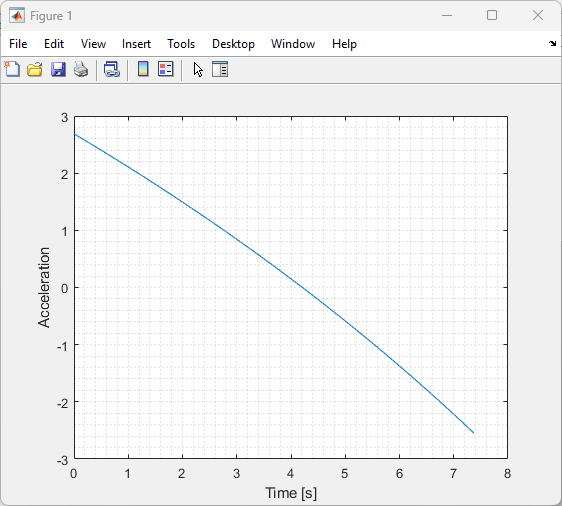 Figure 1
File Edit View Insert Tools Desktop Window Help
3
2
1
0
-1
-2
-3
Acceleration
0 1 2 3 4 5 6 7 8
Time [s]